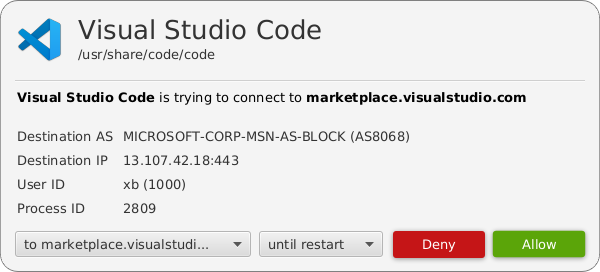 Visual Studio Code
/usr/share/code/code
Visual Studio Code is trying to connect to marketplace.visualstudio.com
Destination AS MICROSOFT-CORP-MSN-AS-BLOCK (AS8068)
Destination IP 13.107.42.18:443
User ID xb (1000)
Process ID 2809
to marketplace.visualstudi... until restart Deny Allow